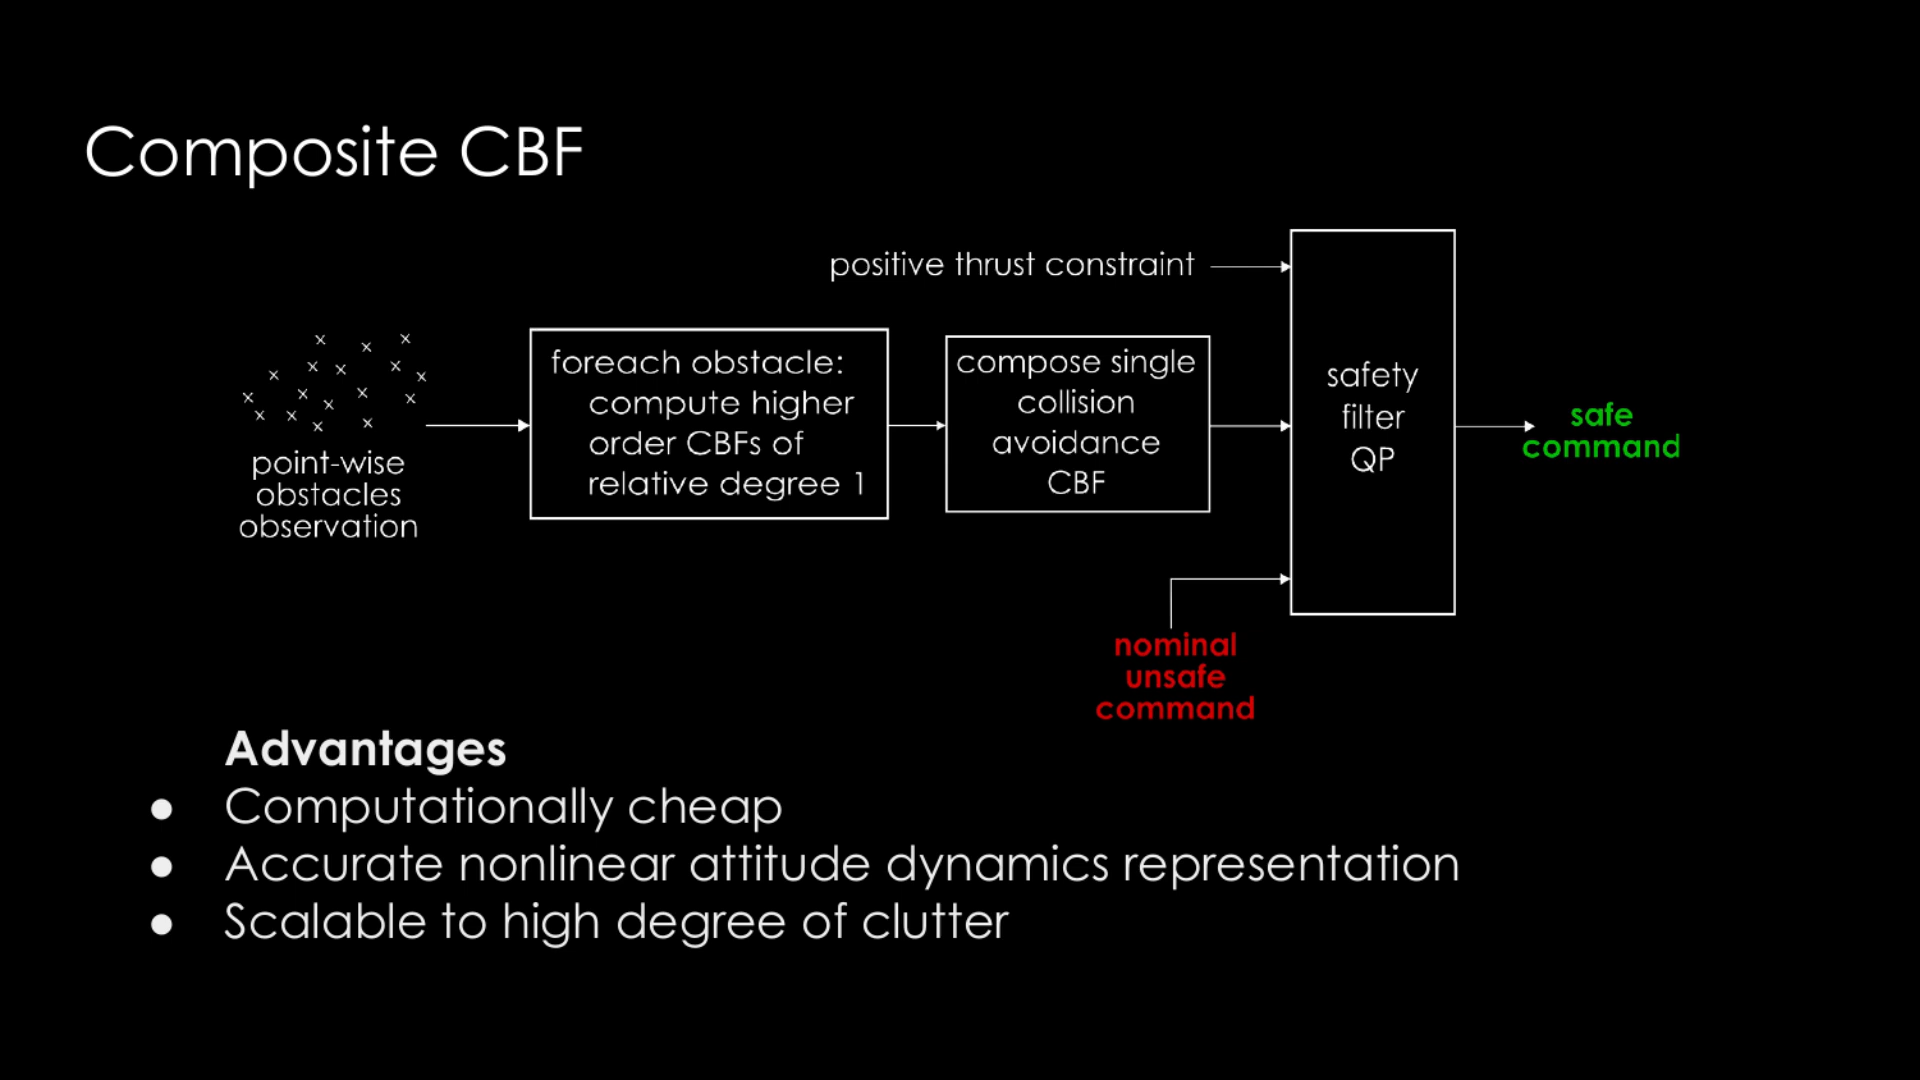 Composite CBF
positive thrust constraint
point-wise
obstacles
observation
foreach obstacle:
compute higher
order CBFs of
relative degree 1
compose single
collision
avoidance
CBF
safety
filter
QP
safe
command
nominal
unsafe
command
Advantages
● Computationally cheap
● Accurate nonlinear attitude dynamics representation
● Scalable to high degree of clutter